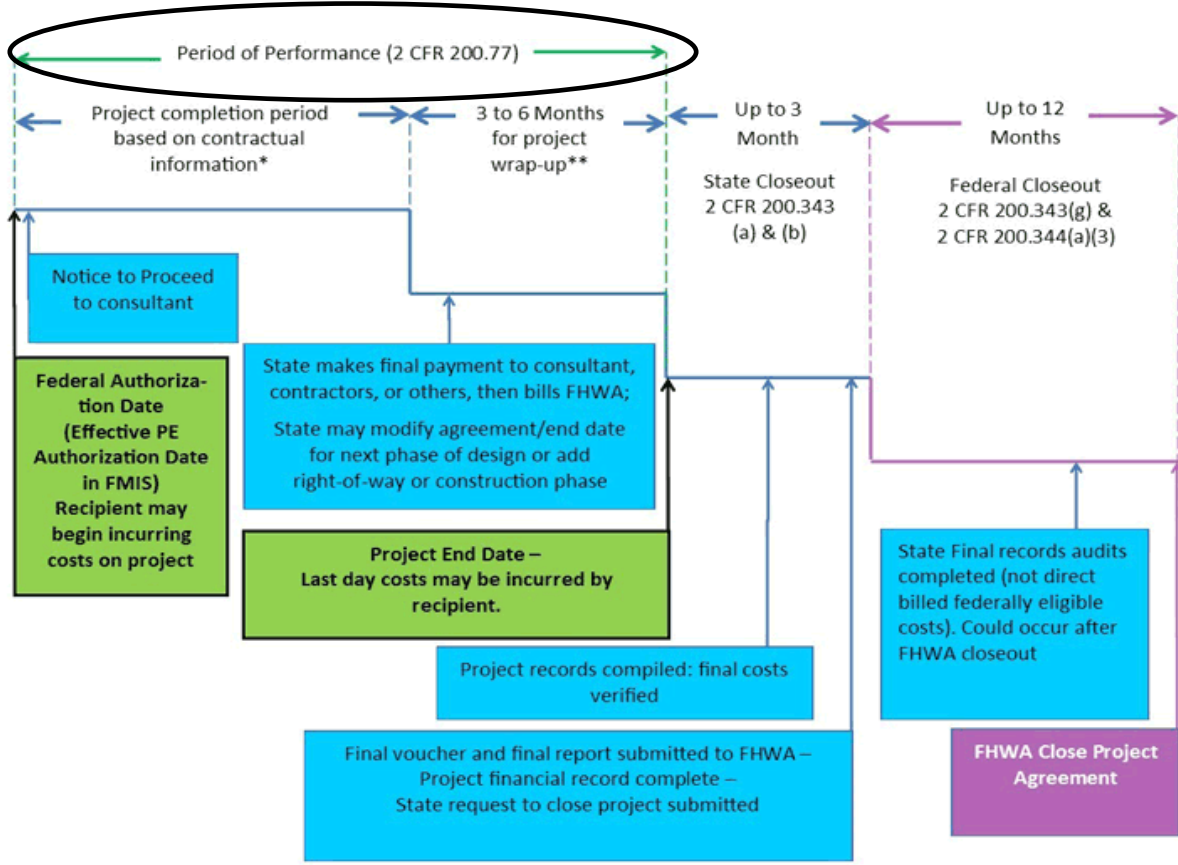 Period of Performance (2 CFR 200.77)
Project completion period
based on contractual
information*
3 to 6 Months
for project
wrap-up**
Up to 3
Month
State Closeout
2 CFR 200.343
(a) & (b)
Up to 12
Months
Federal Closeout
2 CFR 200.343(g) &
2 CFR 200.344(a)(3)
Notice to Proceed
to consultant
Federal Authoriza-
tion Date
(Effective PE
Authorization Date
in FMIS)
Recipient may
begin incurring
costs on project
State makes final payment to consultant,
contractors, or others, then bills FHWA;
State may modify agreement/end date
for next phase of design or add
right-of-way or construction phase
Project End Date –
Last day costs may be incurred by
recipient.
Project records compiled: final costs
verified
Final voucher and final report submitted to FHWA –
Project financial record complete –
State request to close project submitted
State Final records audits
completed (not direct
billed federally eligible
costs). Could occur after
FHWA closeout
FHWA Close Project
Agreement